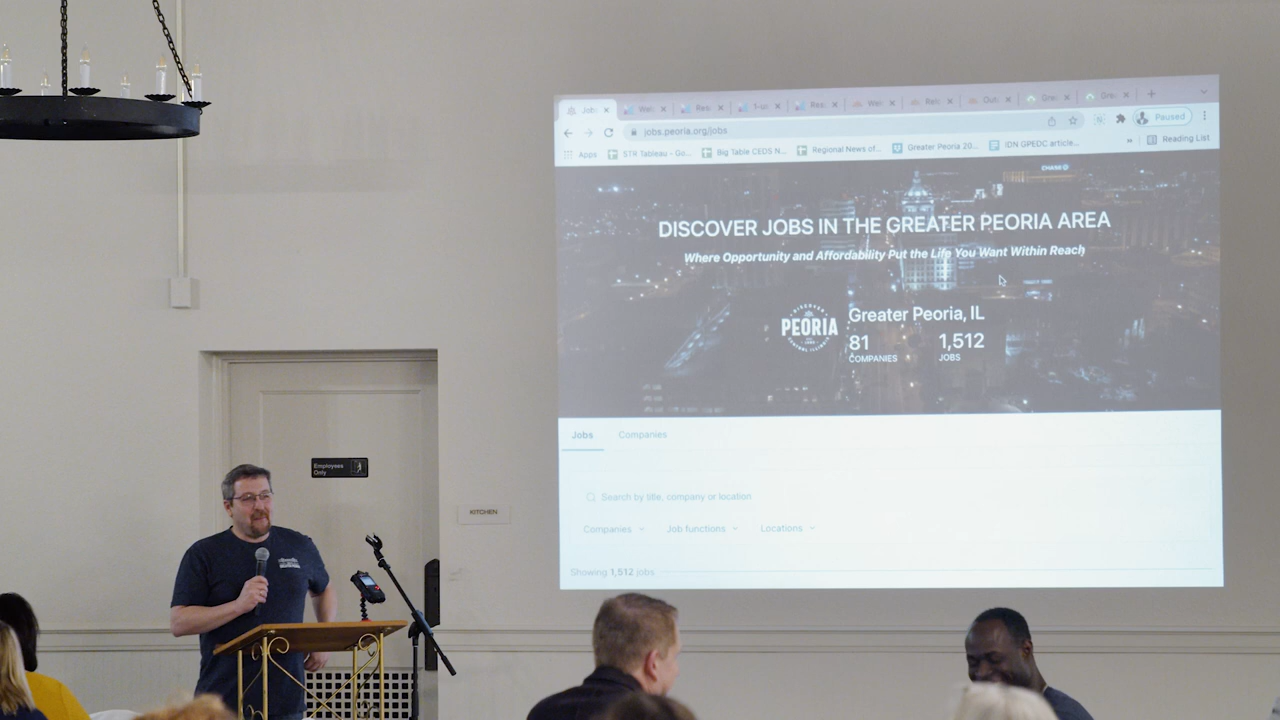 Jobs
Paused
jobs.peoria.org/jobs
Apps
STR Tableau - Go...
Big Table CEDS N...
Regional News of...
Greater Peoria 20...
IDN GPEDC article...
Reading List
CHASE
DISCOVER JOBS IN THE GREATER PEORIA AREA
Where Opportunity and Affordability Put the Life You Want Within Reach
PEORIA
Greater Peoria, IL
81
1,512
COMPANIES
JOBS
Jobs
Companies
Search by title, company or location
Companies
Job functions
Locations
Showing 1,512 jobs
Employees
Only
KITCHEN